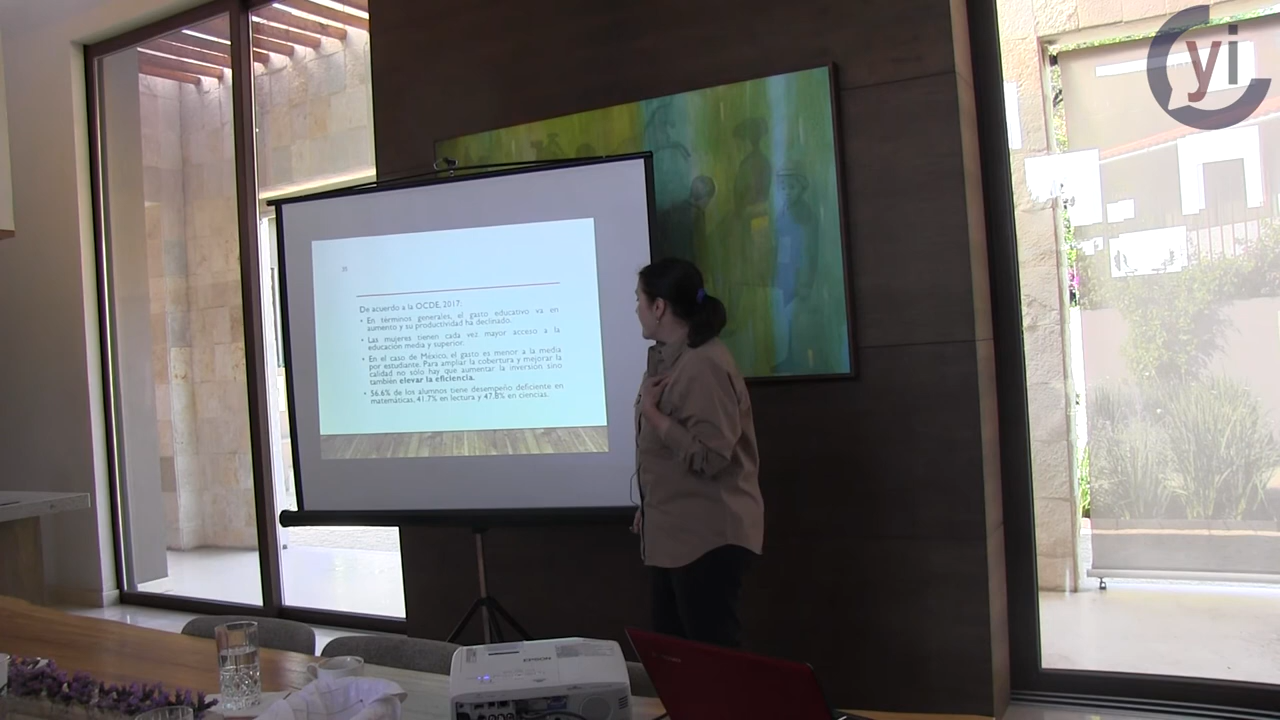 yi
De acuerdo a la OCDE, 2017:
• En términos generales, el gasto educativo va en
aumento y su productividad ha declinado.
• Las mujeres tienen cada vez mayor acceso a la
educación media y superior.
• En el caso de México, el gasto es menor a la media
por estudiante. Para ampliar la cobertura y mejorar la
calidad no sólo hay que aumentar la inversión sino
también elevar la eficiencia.
• 56.6% de los alumnos tiene desempeño deficiente en
matemáticas, 41.7% en lectura y 47.8% en ciencias.
EPSON